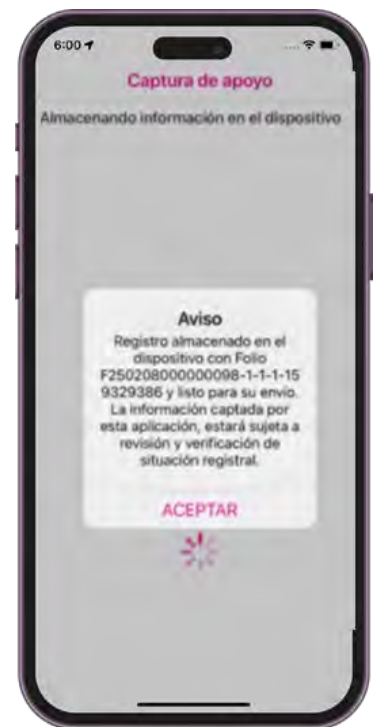 6:00
Captura de apoyo
Almacenando información en el dispositivo
Aviso
Registro almacenado en el
dispositivo con Folio
F250208000000098-1-1-1-15
9329386 y listo para su envío.
La información captada por
esta aplicación, estará sujeta a
revisión y verificación de
situación registral.
ACEPTAR